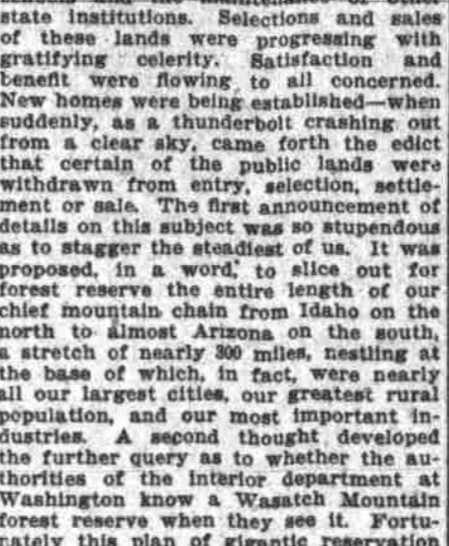 state institutions. Selections and sales
of these lands were progressing with
gratifying celerity. Satisfaction and
benefit were flowing to all concerned.
New homes were being established—when
suddenly, as a thunderbolt crashing out
from a clear sky, came forth the edict
that certain of the public lands were
withdrawn from entry, selection, settle-
ment or sale. The first announcement of
details on this subject was so stupendous
as to stagger the steadiest of us. It was
proposed, in a word, to slice out for
forest reserve the entire length of our
chief mountain chain from Idaho on the
north to almost Arizona on the south,
a stretch of nearly 300 miles, nestling at
the base of which, in fact, were nearly
all our largest cities, our greatest rural
population, and our most important in-
dustries. A second thought developed
the further query as to whether the au-
thorities of the interior department at
Washington know a Wasatch Mountain
forest reserve when they see it. Fortu-
nately this plan of gigantic reservation